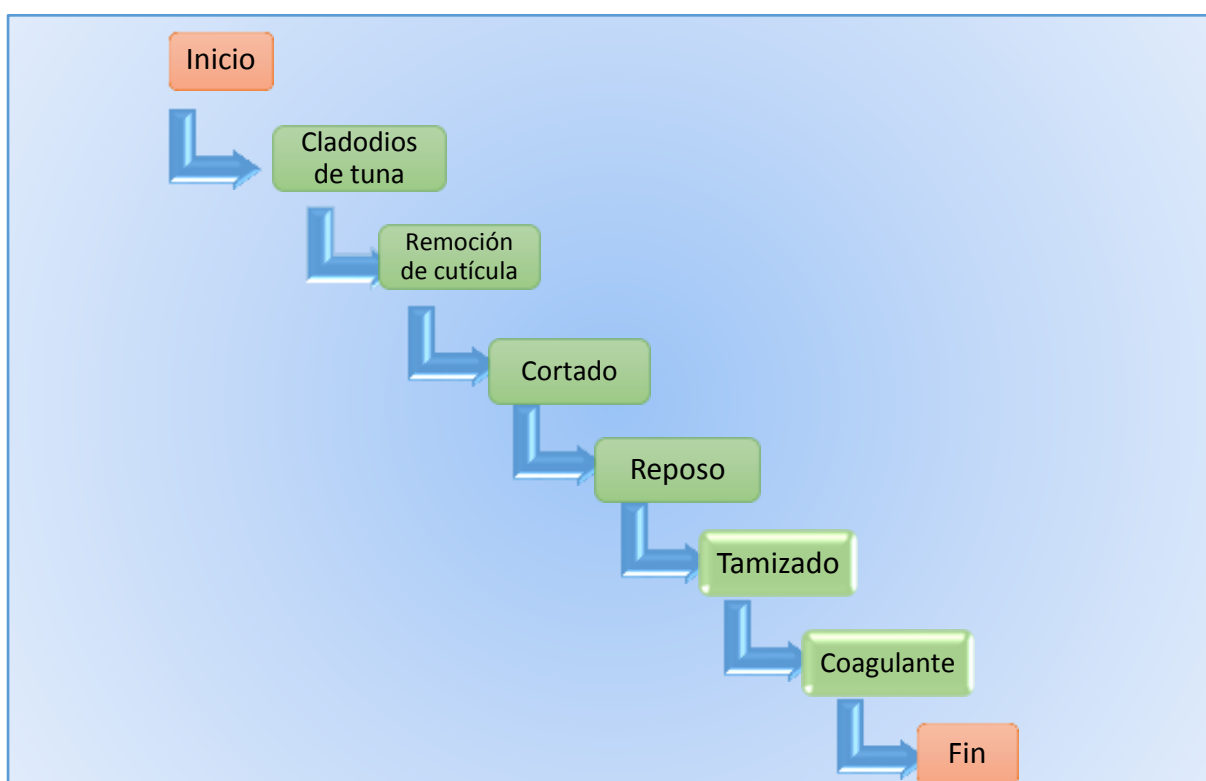 Inicio
Cladodios
de tuna
Remoción
de cutícula
Cortado
Reposo
Tamizado
Coagulante
Fin